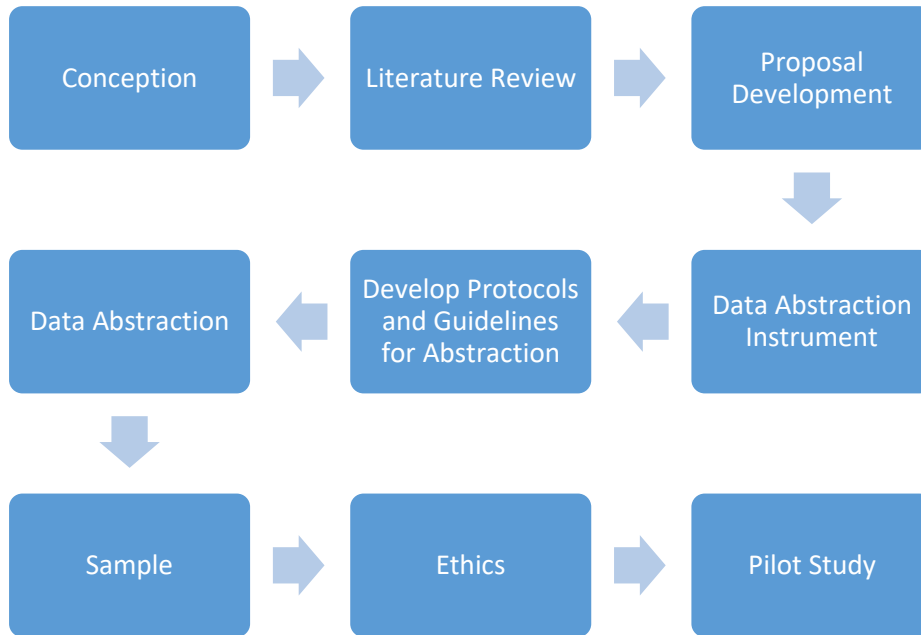 Conception
Literature Review
Proposal
Development
Data Abstraction
Instrument
Develop Protocols
and Guidelines
for Abstraction
Data Abstraction
Sample
Ethics
Pilot Study